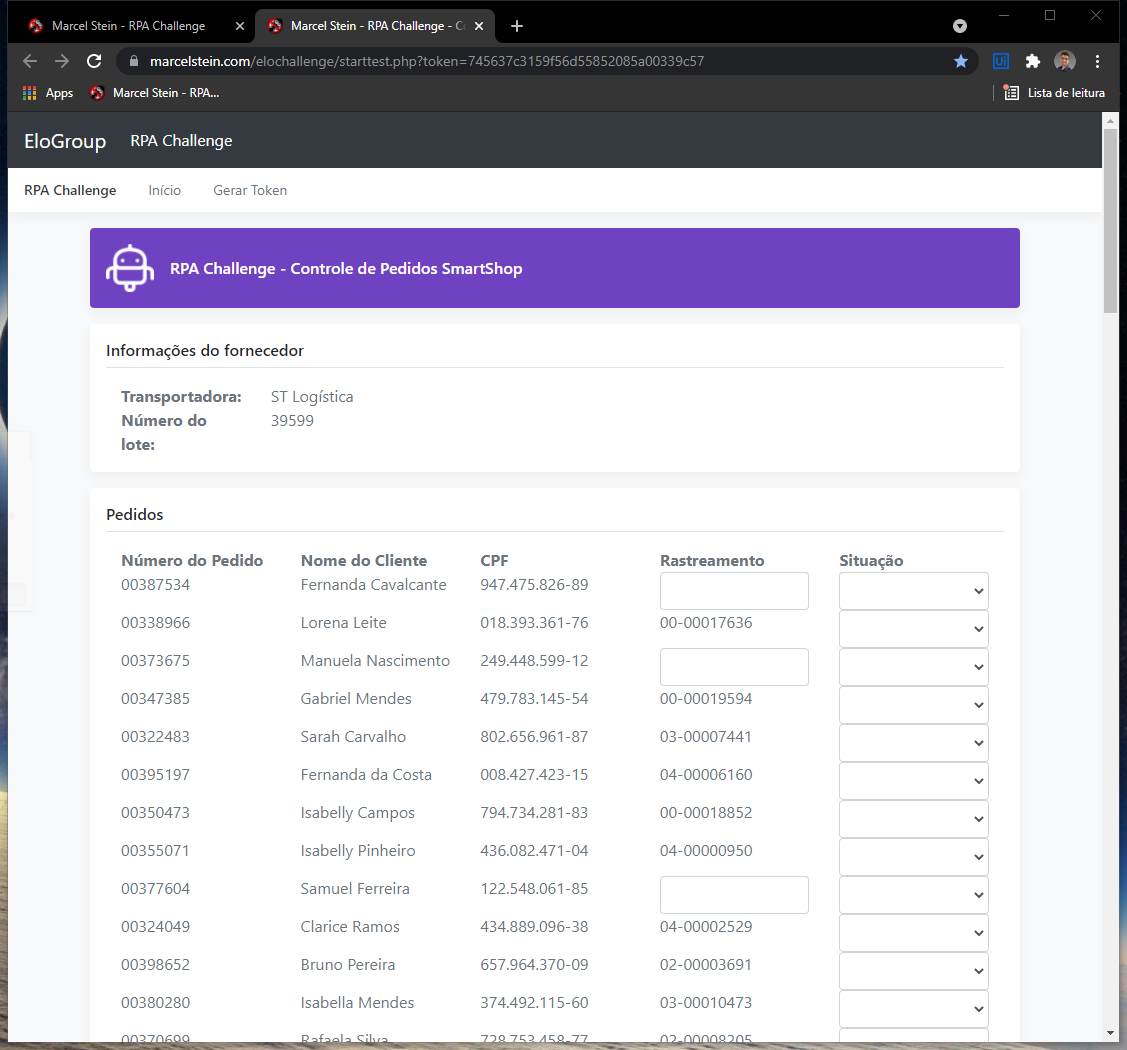 Marcel Stein - RPA Challenge
Marcel Stein - RPA Challenge - C
marcelstein.com/elochallenge/starttest.php?token=745637c3159f56d55852085a00339c57
Apps
Marcel Stein - RPA...
Lista de leitura
EloGroup RPA Challenge
RPA Challenge Início Gerar Token
RPA Challenge - Controle de Pedidos SmartShop
Informações do fornecedor
Transportadora: ST Logística
Número do lote: 39599
Pedidos
Número do Pedido Nome do Cliente CPF Rastreamento Situação
00387534 Fernanda Cavalcante 947.475.826-89
00338966 Lorena Leite 018.393.361-76 00-00017636
00373675 Manuela Nascimento 249.448.599-12
00347385 Gabriel Mendes 479.783.145-54 00-00019594
00322483 Sarah Carvalho 802.656.961-87 03-00007441
00395197 Fernanda da Costa 008.427.423-15 04-00006160
00350473 Isabelly Campos 794.734.281-83 00-00018852
00355071 Isabelly Pinheiro 436.082.471-04 04-00000950
00377604 Samuel Ferreira 122.548.061-85
00324049 Clarice Ramos 434.889.096-38 04-00002529
00398652 Bruno Pereira 657.964.370-09 02-00003691
00380280 Isabella Mendes 374.492.115-60 03-00010473
00370699 Rafaela Silva 728.753.458-77 02-00008205